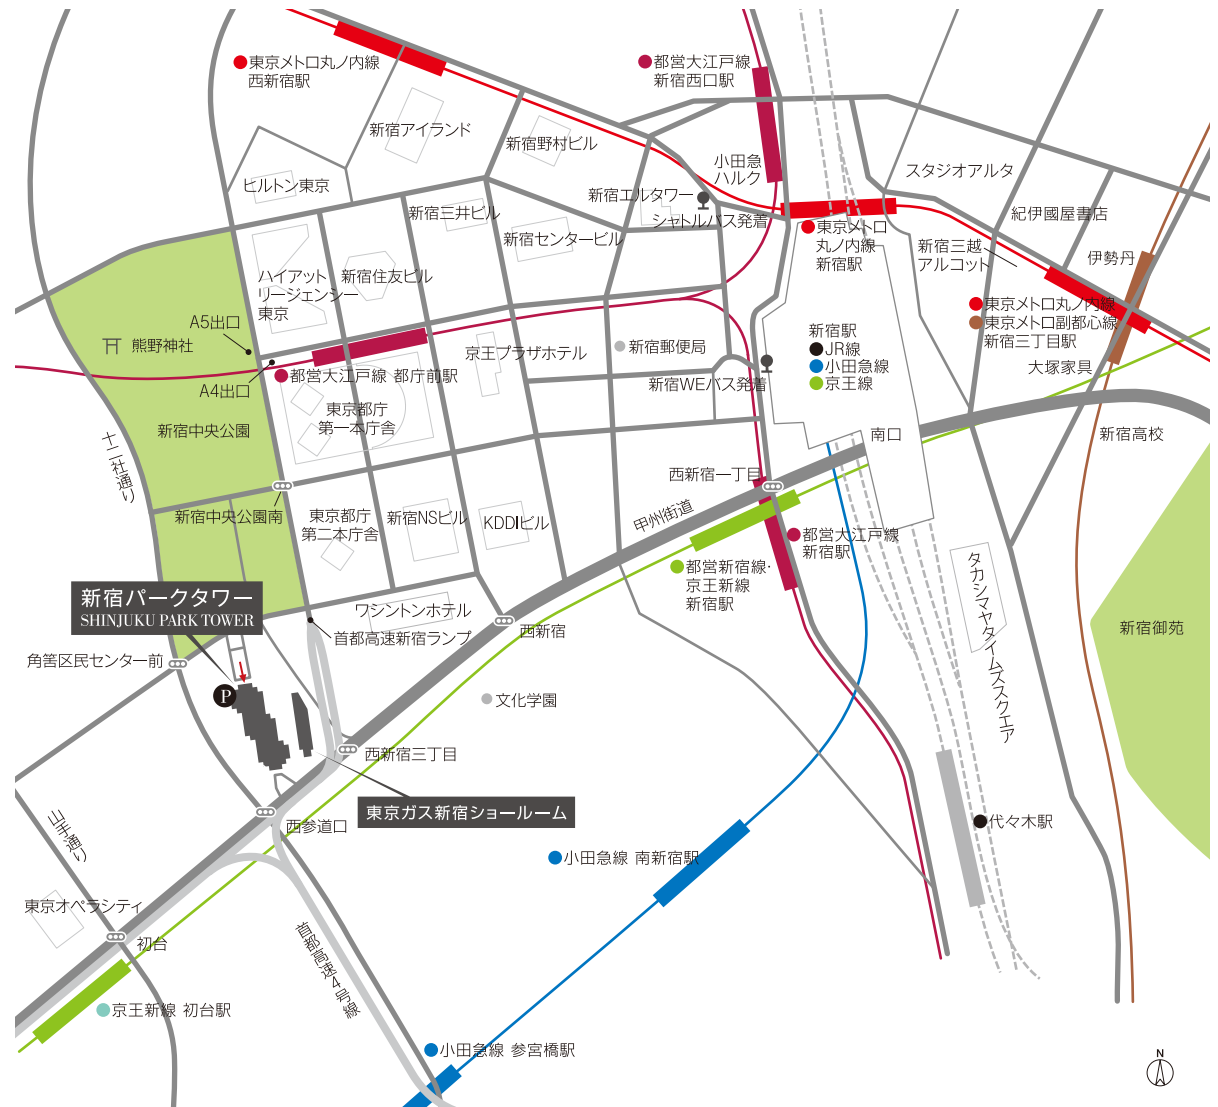 東京メトロ丸ノ内線
西新宿駅
都営大江戸線
新宿西口駅
新宿アイランド
新宿野村ビル
小田急
ハルク
スタジオアルタ
ヒルトン東京
新宿エルタワー
シャトルバス発着
新宿三井ビル
紀伊國屋書店
新宿センタービル
東京メトロ
丸ノ内線
新宿駅
新宿三越
アルコット
伊勢丹
ハイアット
リージェンシー
東京
新宿住友ビル
東京メトロ丸ノ内線
東京メトロ副都心線
新宿三丁目駅
A5出口
熊野神社
新宿駅
JR線
小田急線
京王線
京王プラザホテル
新宿郵便局
大塚家具
A4出口
都営大江戸線 都庁前駅
新宿WEバス発着
東京都庁
第一本庁舎
新宿中央公園
南口
新宿高校
十二社通り
西新宿一丁目
新宿中央公園南
東京都庁
第二本庁舎
新宿NSビル
KDDIビル
甲州街道
都営大江戸線
新宿駅
都営新宿線・
京王新線
新宿駅
タカシマヤタイムズスクエア
新宿パークタワー
SHINJUKU PARK TOWER
ワシントンホテル
首都高速新宿ランプ
西新宿
新宿御苑
角筈区民センター前
P
文化学園
西新宿三丁目
東京ガス新宿ショールーム
山手通り
西参道口
代々木駅
小田急線 南新宿駅
東京オペラシティ
初台
首都高速4号線
京王新線 初台駅
小田急線 参宮橋駅
N